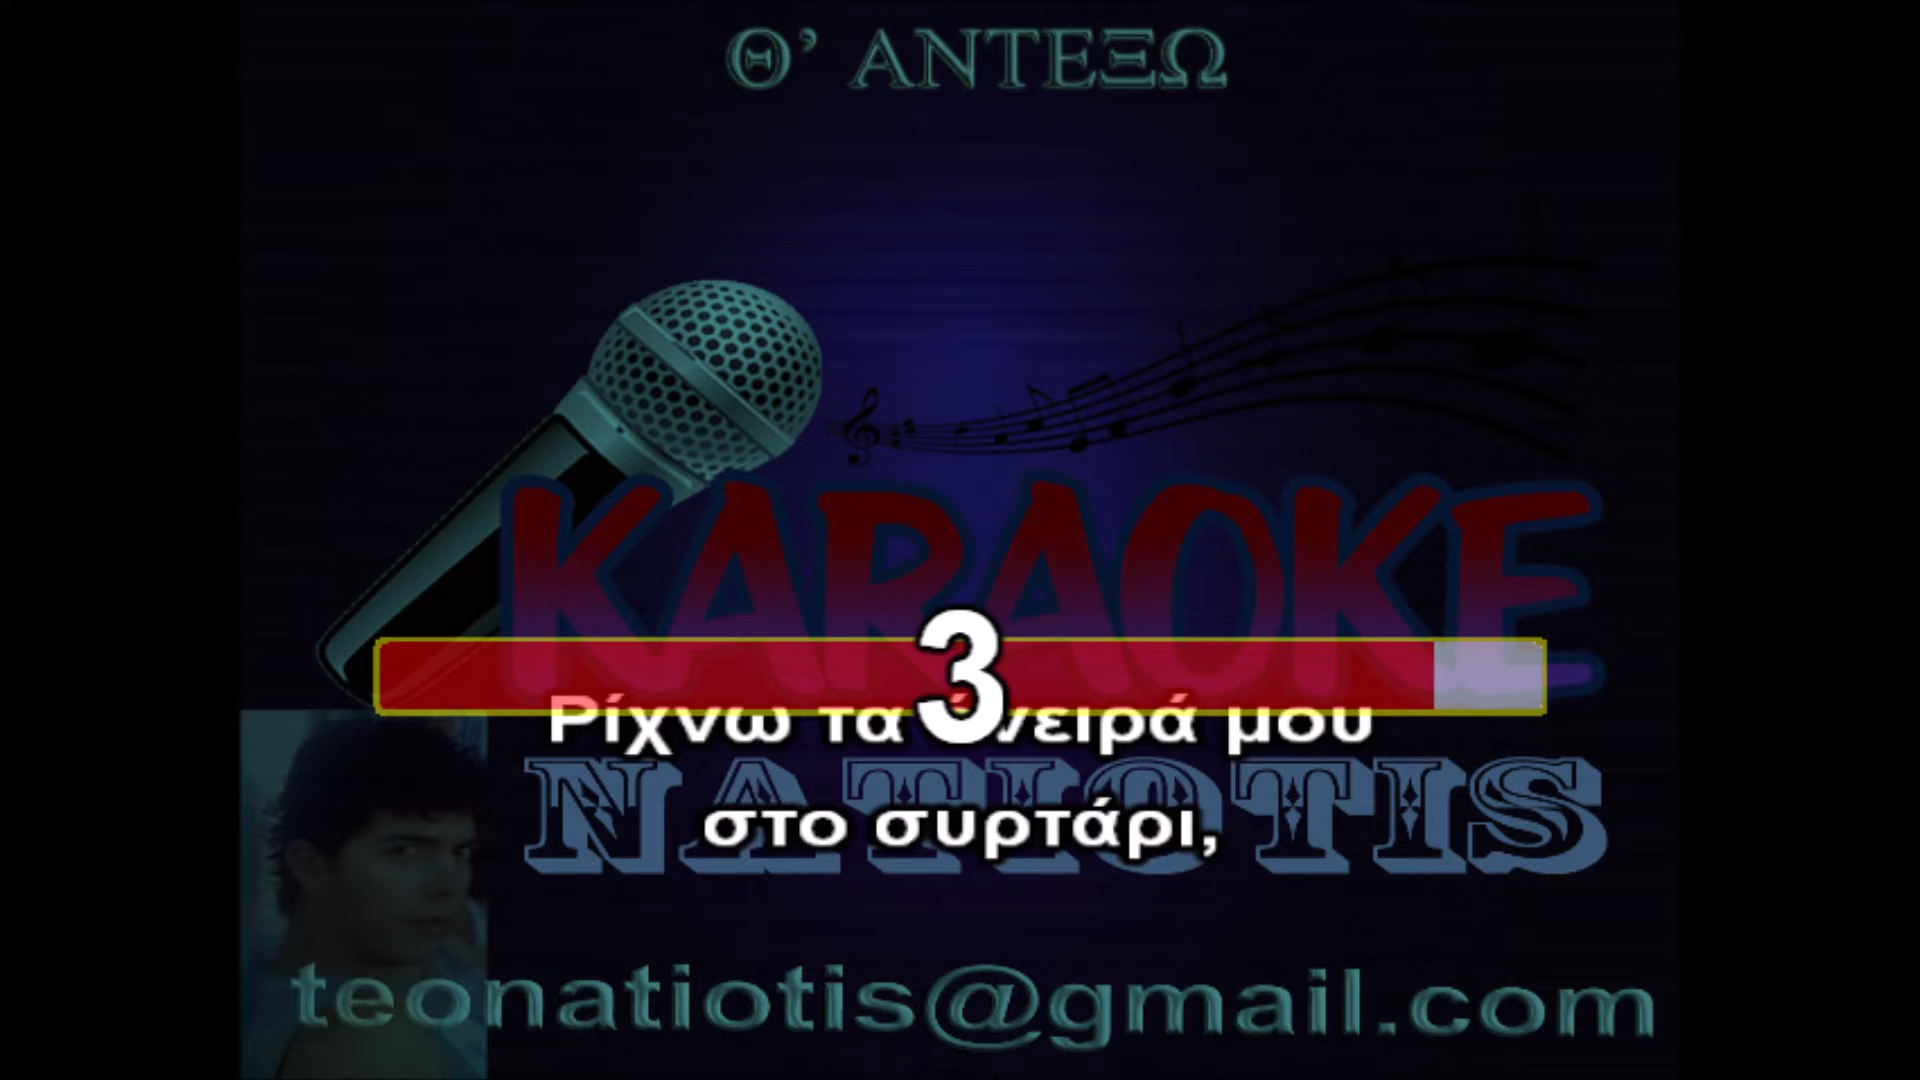 Θ’ ΑΝΤΕΞΩ
KARAOKE
3
Ρίχνω τα όνειρά μου
NATIOTIS
στο συρτάρι,
teonatiotis@gmail.com